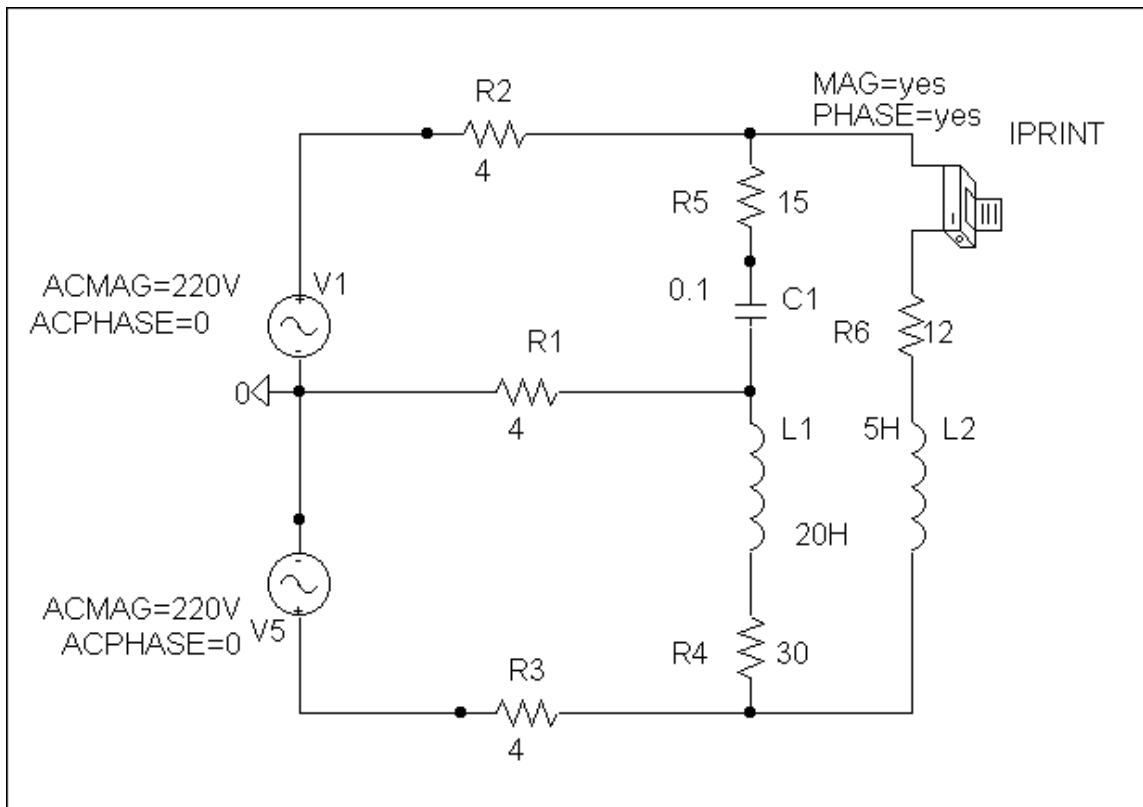 R2
4
MAG=yes
PHASE=yes
IPRINT
R5
15
ACMAG=220V
ACPHASE=0
V1
+
-
0.1
C1
R6
12
R1
4
0
L1
5H
L2
20H
-
+
ACMAG=220V
ACPHASE=0
V5
R3
4
R4
30